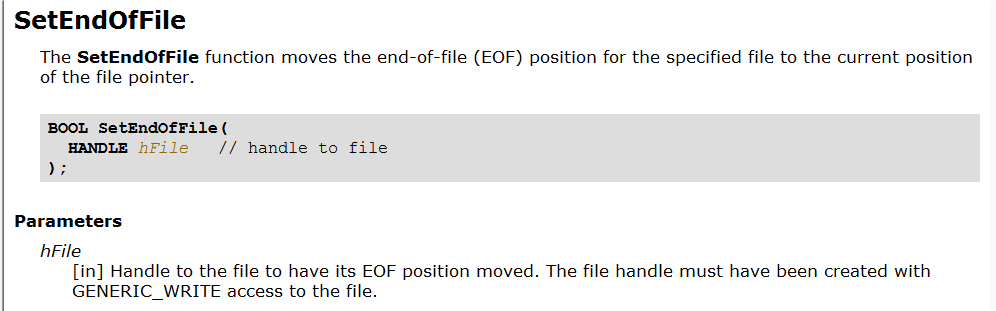 SetEndOfFile
The SetEndOfFile function moves the end-of-file (EOF) position for the specified file to the current position
of the file pointer.
BOOL SetEndOfFile(
  HANDLE hFile   // handle to file
);
Parameters
hFile
[in] Handle to the file to have its EOF position moved. The file handle must have been created with
GENERIC_WRITE access to the file.